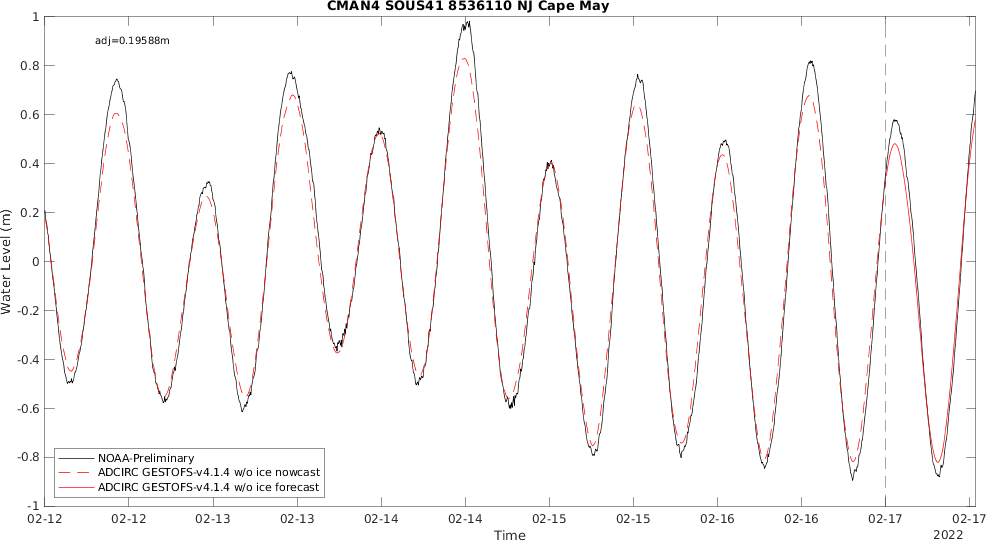 CMAN4 SOUS41 8536110 NJ Cape May
adj=0.19588m
1
0.8
0.6
0.4
0.2
0
-0.2
-0.4
-0.6
-0.8
-1
Water Level (m)
NOAA-Preliminary
ADCIRC GESTOFS-v4.1.4 w/o ice nowcast
ADCIRC GESTOFS-v4.1.4 w/o ice forecast
02-12 02-12 02-13 02-13 02-14 02-14 02-15 02-15 02-16 02-16 02-17 02-17
Time
2022